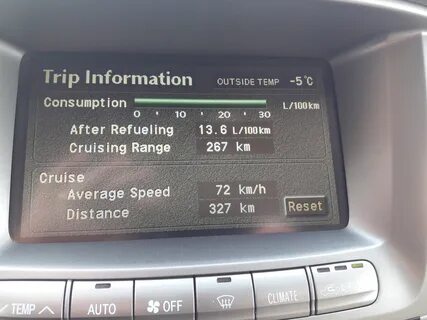 Trip Information OUTSIDE TEMP -5°C
Consumption L/100km
0 10 20 30
After Refueling 13.6 L/100km
Cruising Range 267 km
Cruise
Average Speed 72 km/h
Distance 327 km Reset
TEMP AUTO OFF CLIMATE